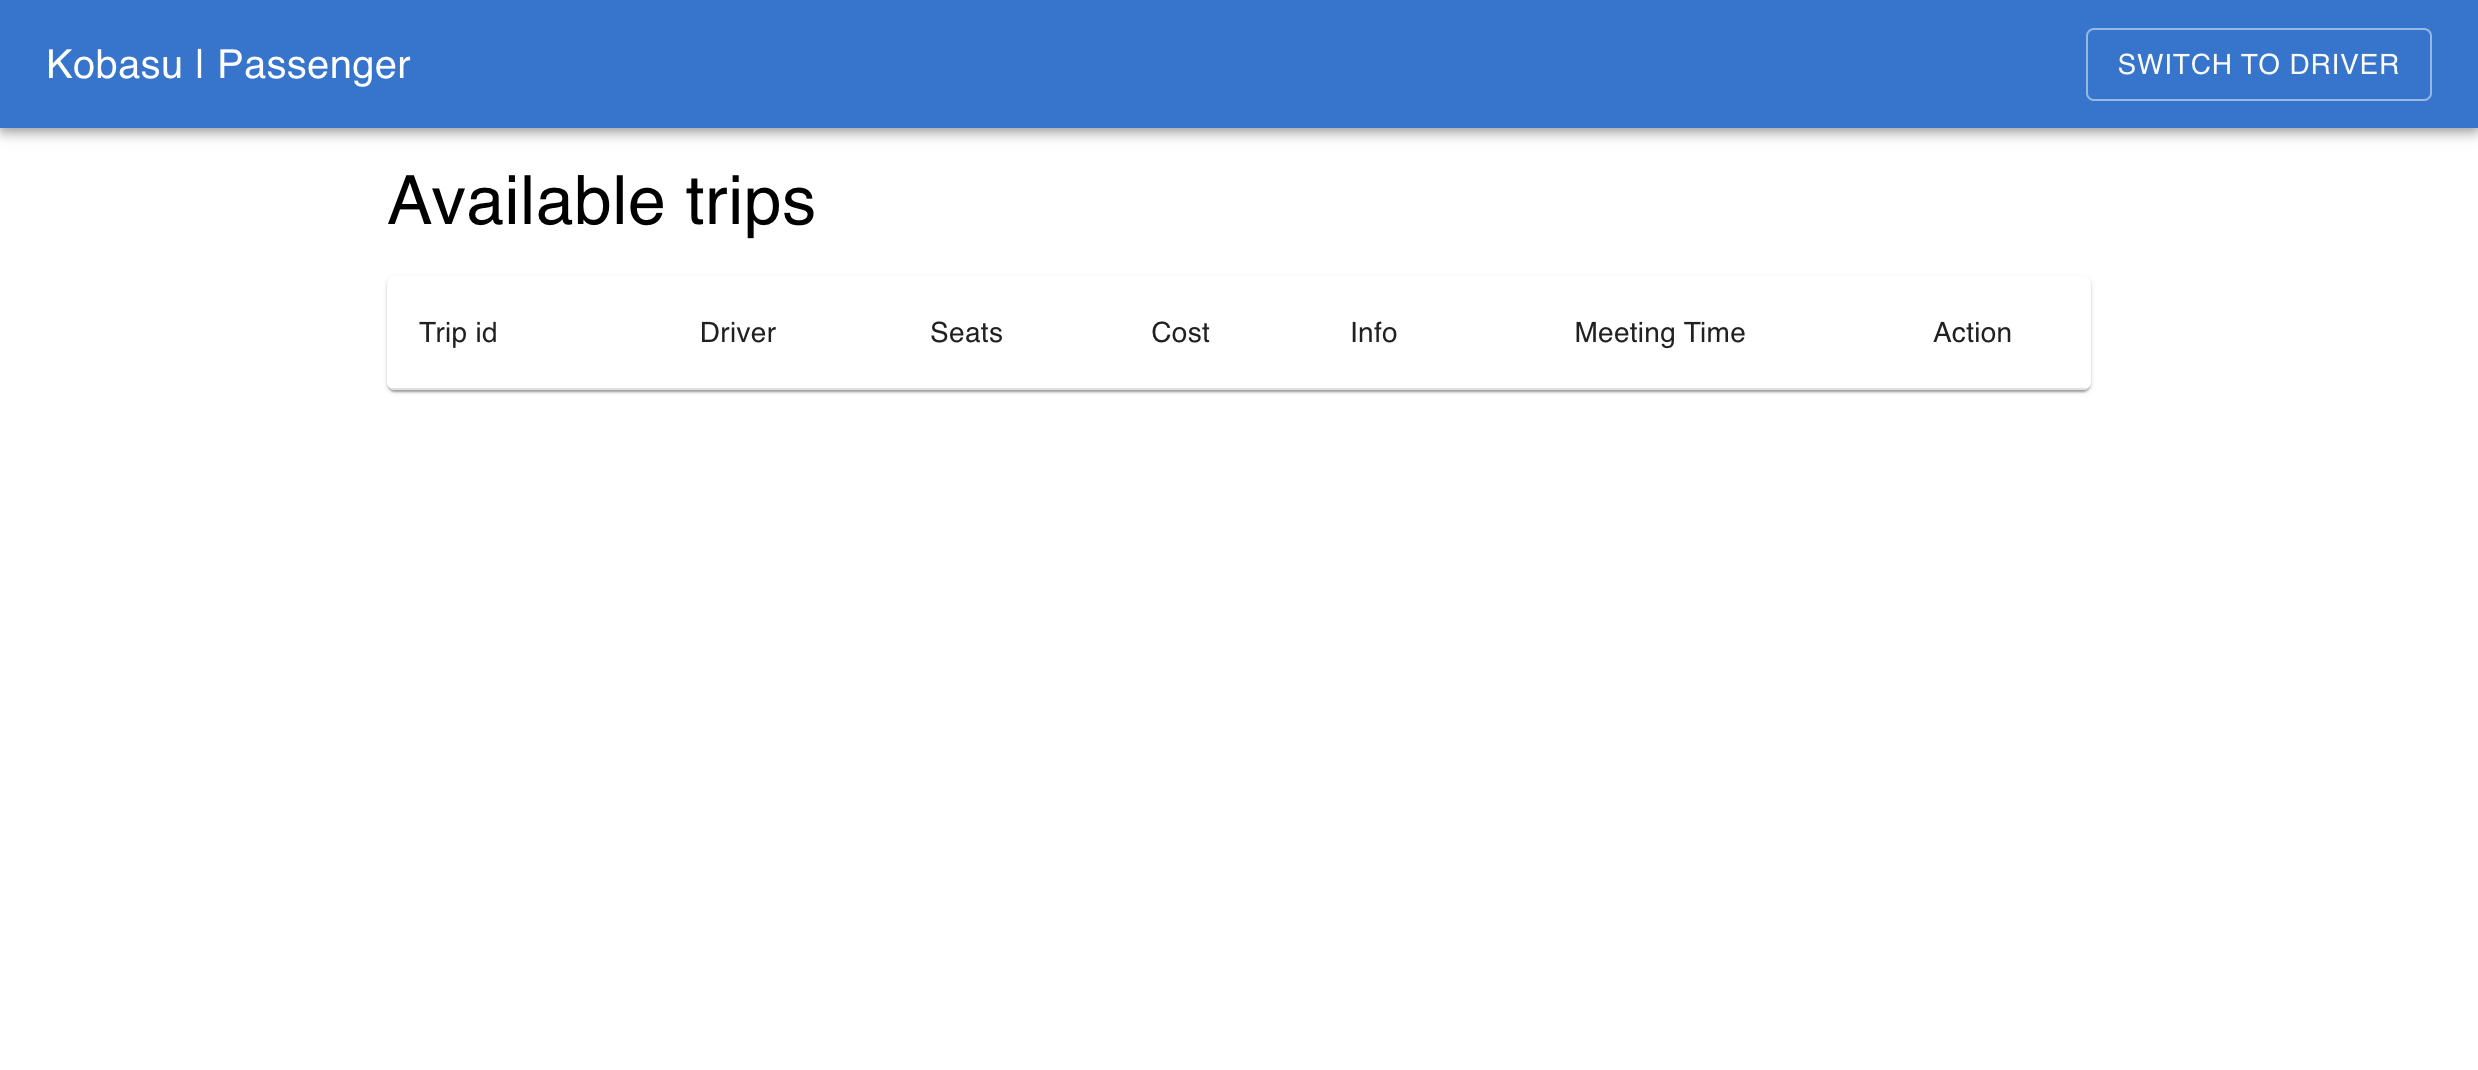 Kobasu | Passenger
SWITCH TO DRIVER
Available trips
Trip id Driver Seats Cost Info Meeting Time Action